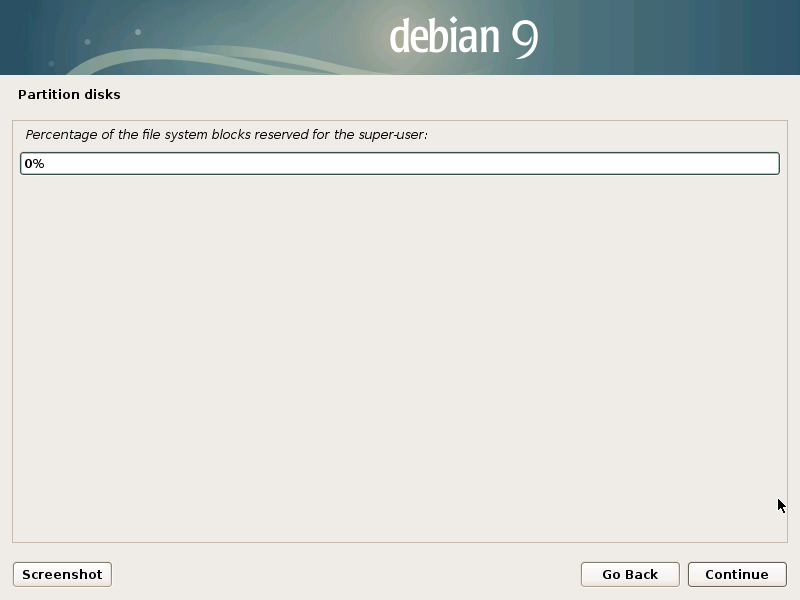 debian 9
Partition disks
Percentage of the file system blocks reserved for the super-user:
0%
Screenshot
Go Back
Continue